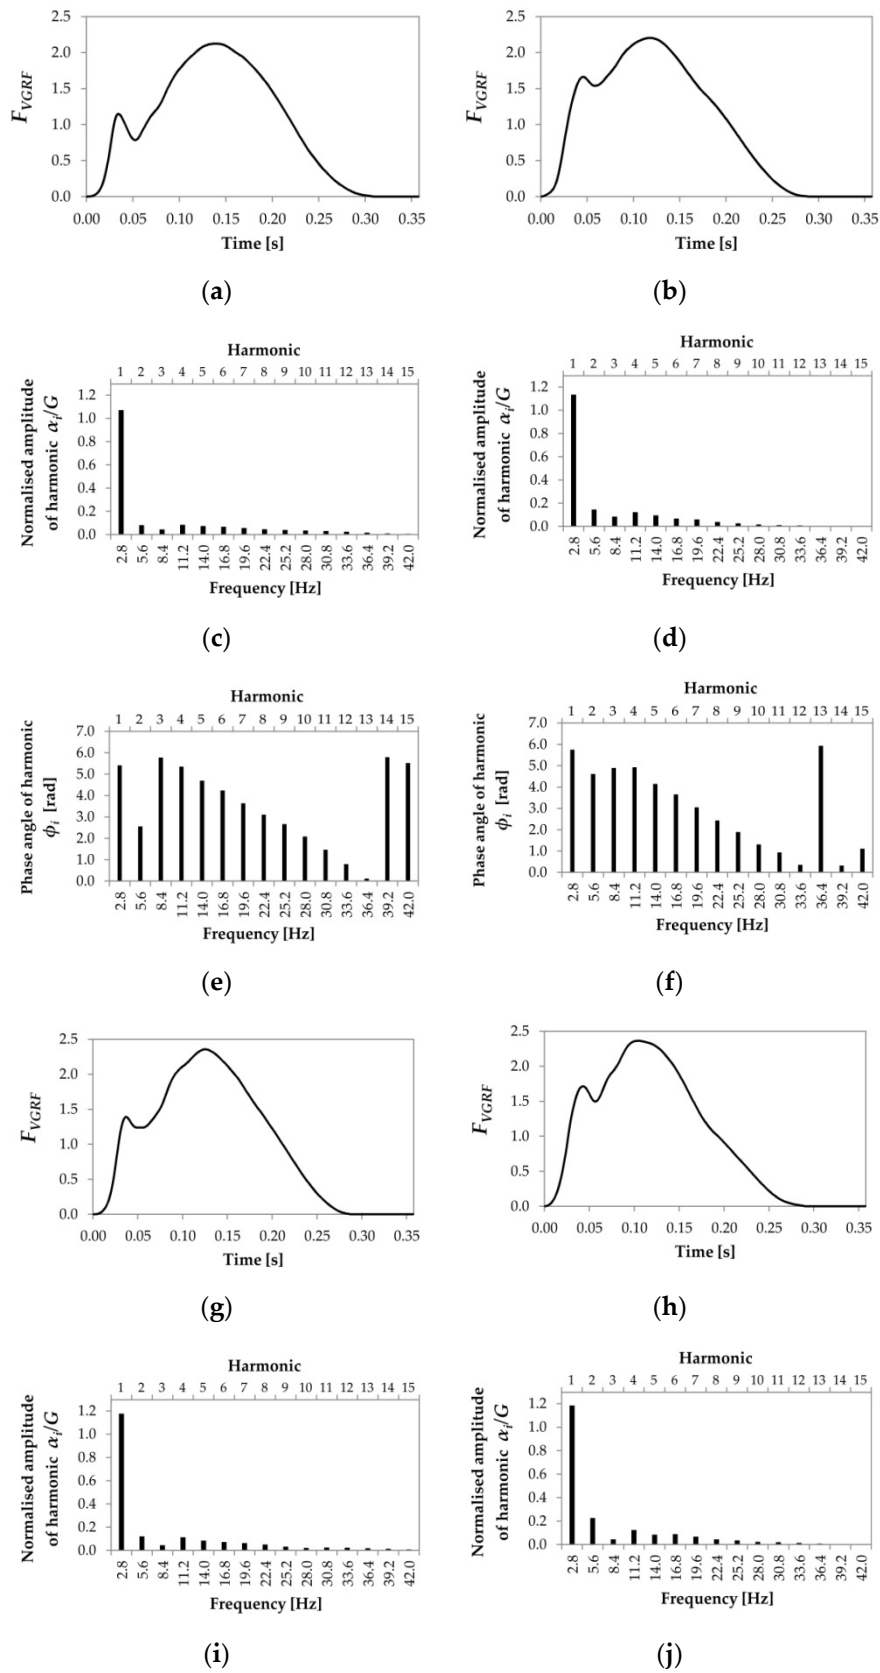 2.5
2.0
1.5
1.0
0.5
0.0
F_VGRF
0.00 0.05 0.10 0.15 0.20 0.25 0.30 0.35
Time [s]
(a)
2.5
2.0
1.5
1.0
0.5
0.0
F_VGRF
0.00 0.05 0.10 0.15 0.20 0.25 0.30 0.35
Time [s]
(b)
Harmonic
1 2 3 4 5 6 7 8 9 10 11 12 13 14 15
Normalised amplitude
of harmonic α_i/G
1.2
1.0
0.8
0.6
0.4
0.2
0.0
2.8 5.6 8.4 11.2 14.0 16.8 19.6 22.4 25.2 28.0 30.8 33.6 36.4 39.2 42.0
Frequency [Hz]
(c)
Harmonic
1 2 3 4 5 6 7 8 9 10 11 12 13 14 15
Normalised amplitude
of harmonic α_i/G
1.2
1.0
0.8
0.6
0.4
0.2
0.0
2.8 5.6 8.4 11.2 14.0 16.8 19.6 22.4 25.2 28.0 30.8 33.6 36.4 39.2 42.0
Frequency [Hz]
(d)
Harmonic
1 2 3 4 5 6 7 8 9 10 11 12 13 14 15
Phase angle of harmonic
ϕ_i [rad]
7.0
6.0
5.0
4.0
3.0
2.0
1.0
0.0
2.8 5.6 8.4 11.2 14.0 16.8 19.6 22.4 25.2 28.0 30.8 33.6 36.4 39.2 42.0
Frequency [Hz]
(e)
Harmonic
1 2 3 4 5 6 7 8 9 10 11 12 13 14 15
Phase angle of harmonic
ϕ_i [rad]
7.0
6.0
5.0
4.0
3.0
2.0
1.0
0.0
2.8 5.6 8.4 11.2 14.0 16.8 19.6 22.4 25.2 28.0 30.8 33.6 36.4 39.2 42.0
Frequency [Hz]
(f)
2.5
2.0
1.5
1.0
0.5
0.0
F_VGRF
0.00 0.05 0.10 0.15 0.20 0.25 0.30 0.35
Time [s]
(g)
2.5
2.0
1.5
1.0
0.5
0.0
F_VGRF
0.00 0.05 0.10 0.15 0.20 0.25 0.30 0.35
Time [s]
(h)
Harmonic
1 2 3 4 5 6 7 8 9 10 11 12 13 14 15
Normalised amplitude
of harmonic α_i/G
1.2
1.0
0.8
0.6
0.4
0.2
0.0
2.8 5.6 8.4 11.2 14.0 16.8 19.6 22.4 25.2 28.0 30.8 33.6 36.4 39.2 42.0
Frequency [Hz]
(i)
Harmonic
1 2 3 4 5 6 7 8 9 10 11 12 13 14 15
Normalised amplitude
of harmonic α_i/G
1.2
1.0
0.8
0.6
0.4
0.2
0.0
2.8 5.6 8.4 11.2 14.0 16.8 19.6 22.4 25.2 28.0 30.8 33.6 36.4 39.2 42.0
Frequency [Hz]
(j)